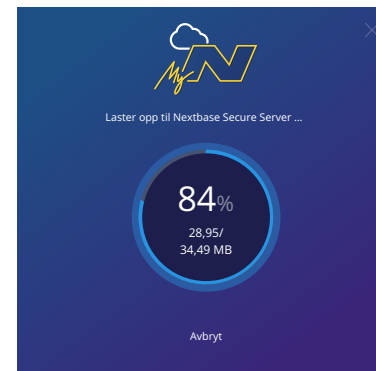 My N
Laster opp til Nextbase Secure Server ...
84%
28,95/
34,49 MB
Avbryt